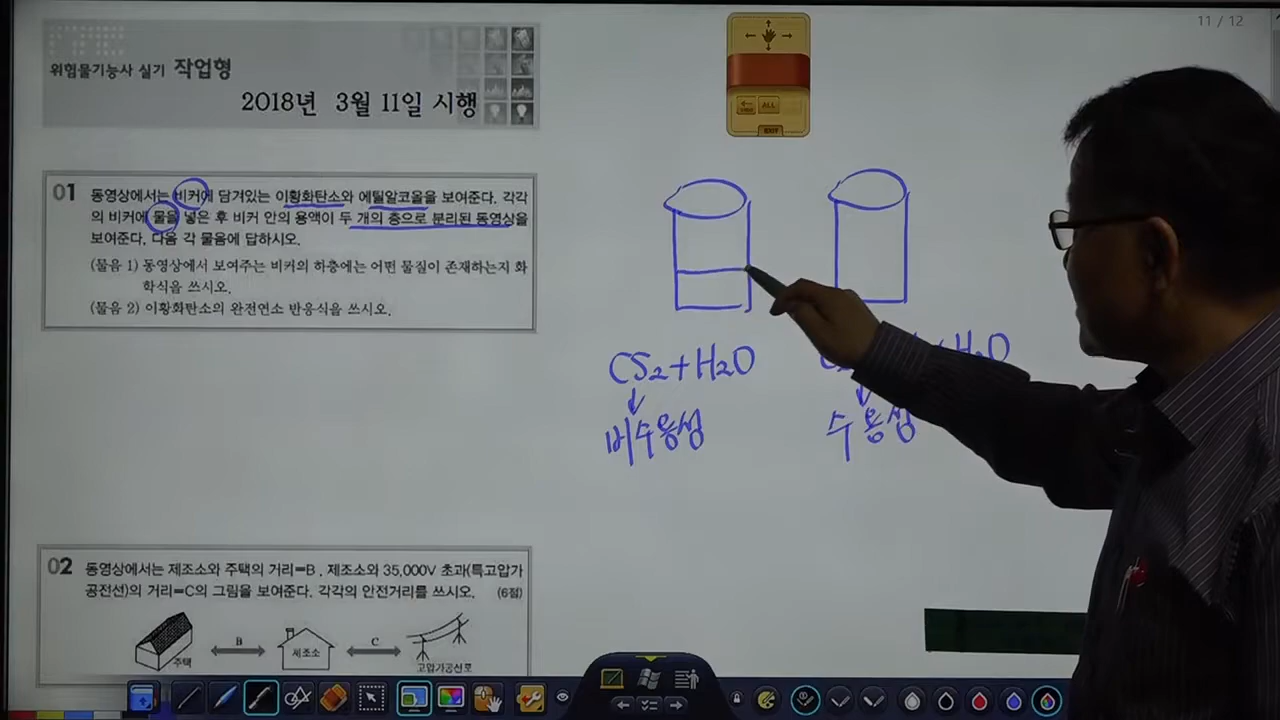 11 / 12
위험물기능사 실기 작업형
2018년 3월 11일 시행
01 동영상에서는 비커에 담겨있는 이황화탄소와 에틸알코올을 보여준다. 각각
의 비커에 물을 넣은 후 비커 안의 용액이 두 개의 층으로 분리된 동영상을
보여준다. 다음 각 물음에 답하시오.
(물음 1) 동영상에서 보여주는 비커의 하층에는 어떤 물질이 존재하는지 화
학식을 쓰시오.
(물음 2) 이황화탄소의 완전연소 반응식을 쓰시오.
CS2+H2O
비수용성
수용성
+H2O
02 동영상에서는 제조소와 주택의 거리=B, 제조소와 35,000V 초과(특고압가
공전선)의 거리=C의 그림을 보여준다. 각각의 안전거리를 쓰시오. (6점)
주택
B
제조소
C
고압가공선로
ALL
EXIT